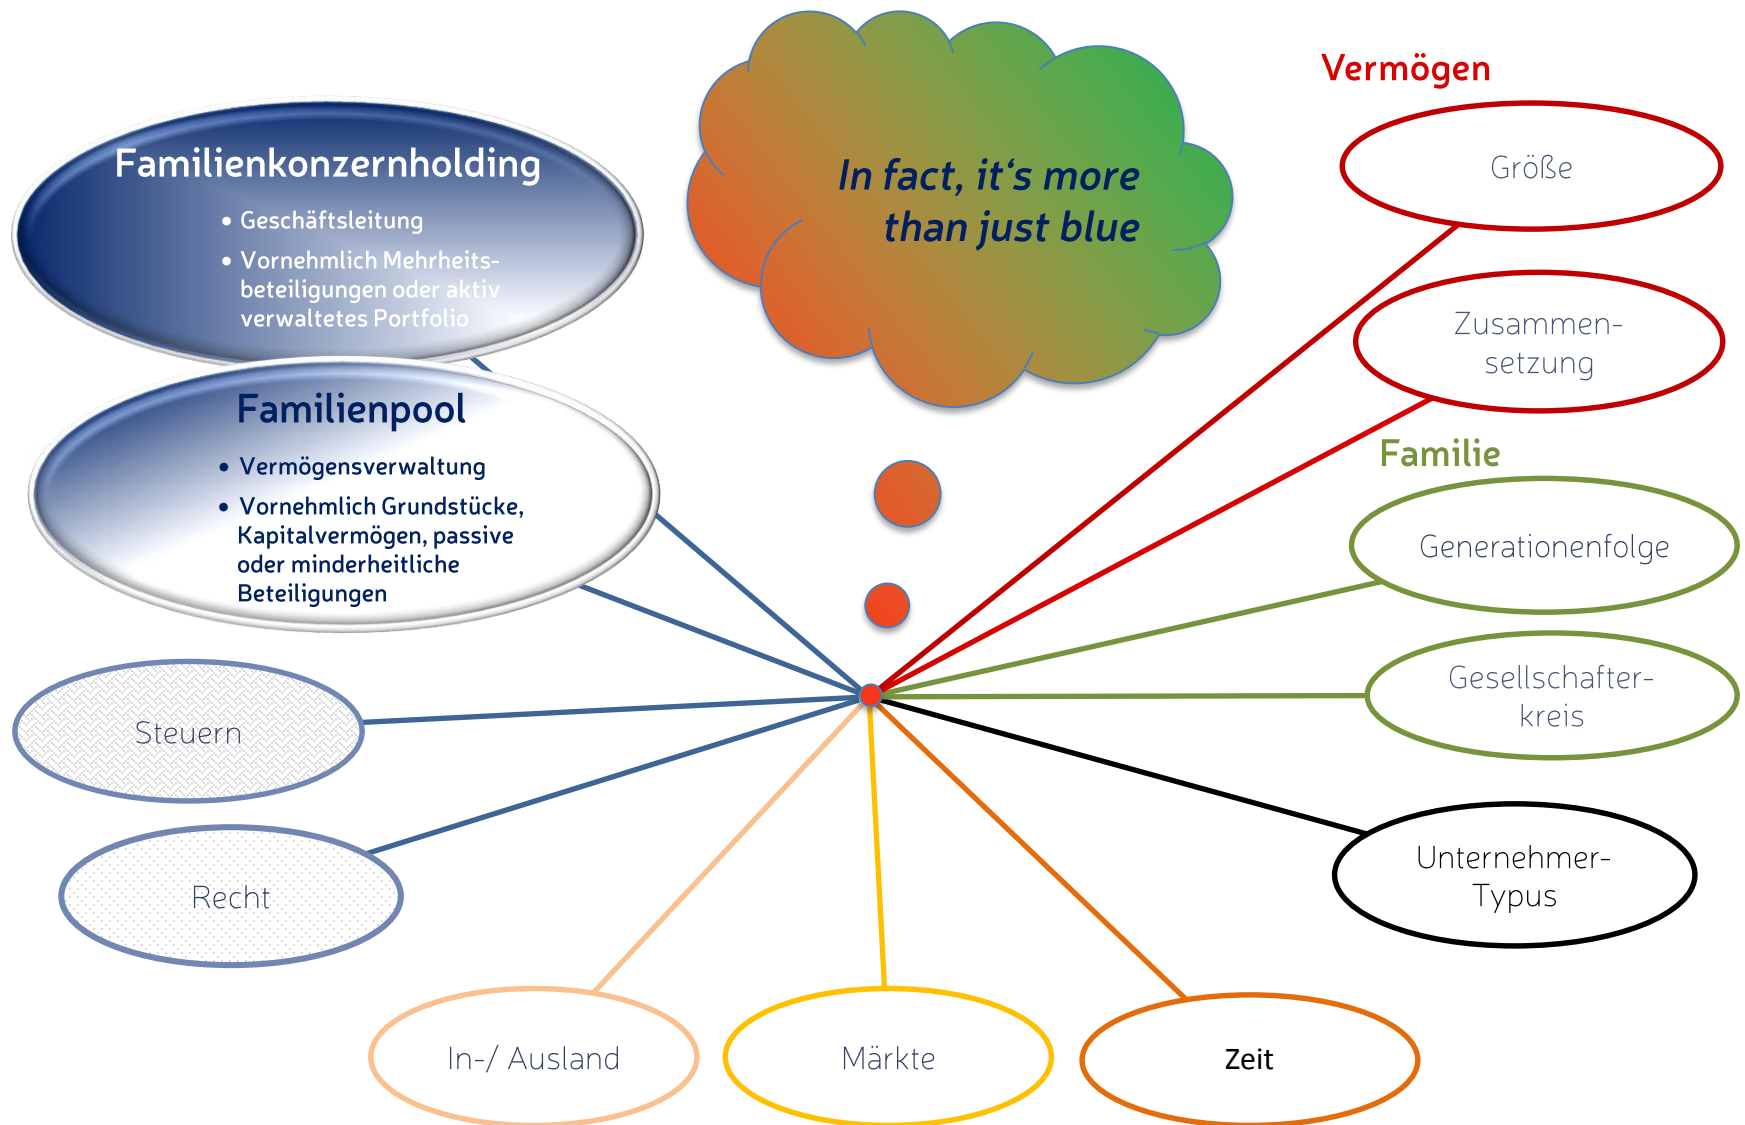 Familienkonzernholding
• Geschäftsleitung
• Vornehmlich Mehrheits-
beteiligungen oder aktiv
verwaltetes Portfolio
Familienpool
• Vermögensverwaltung
• Vornehmlich Grundstücke,
Kapitalvermögen, passive
oder minderheitliche
Beteiligungen
Steuern
Recht
In fact, it‘s more
than just blue
Vermögen
Größe
Zusammen-
setzung
Familie
Generationenfolge
Gesellschafter-
kreis
Unternehmer-
Typus
In-/ Ausland
Märkte
Zeit